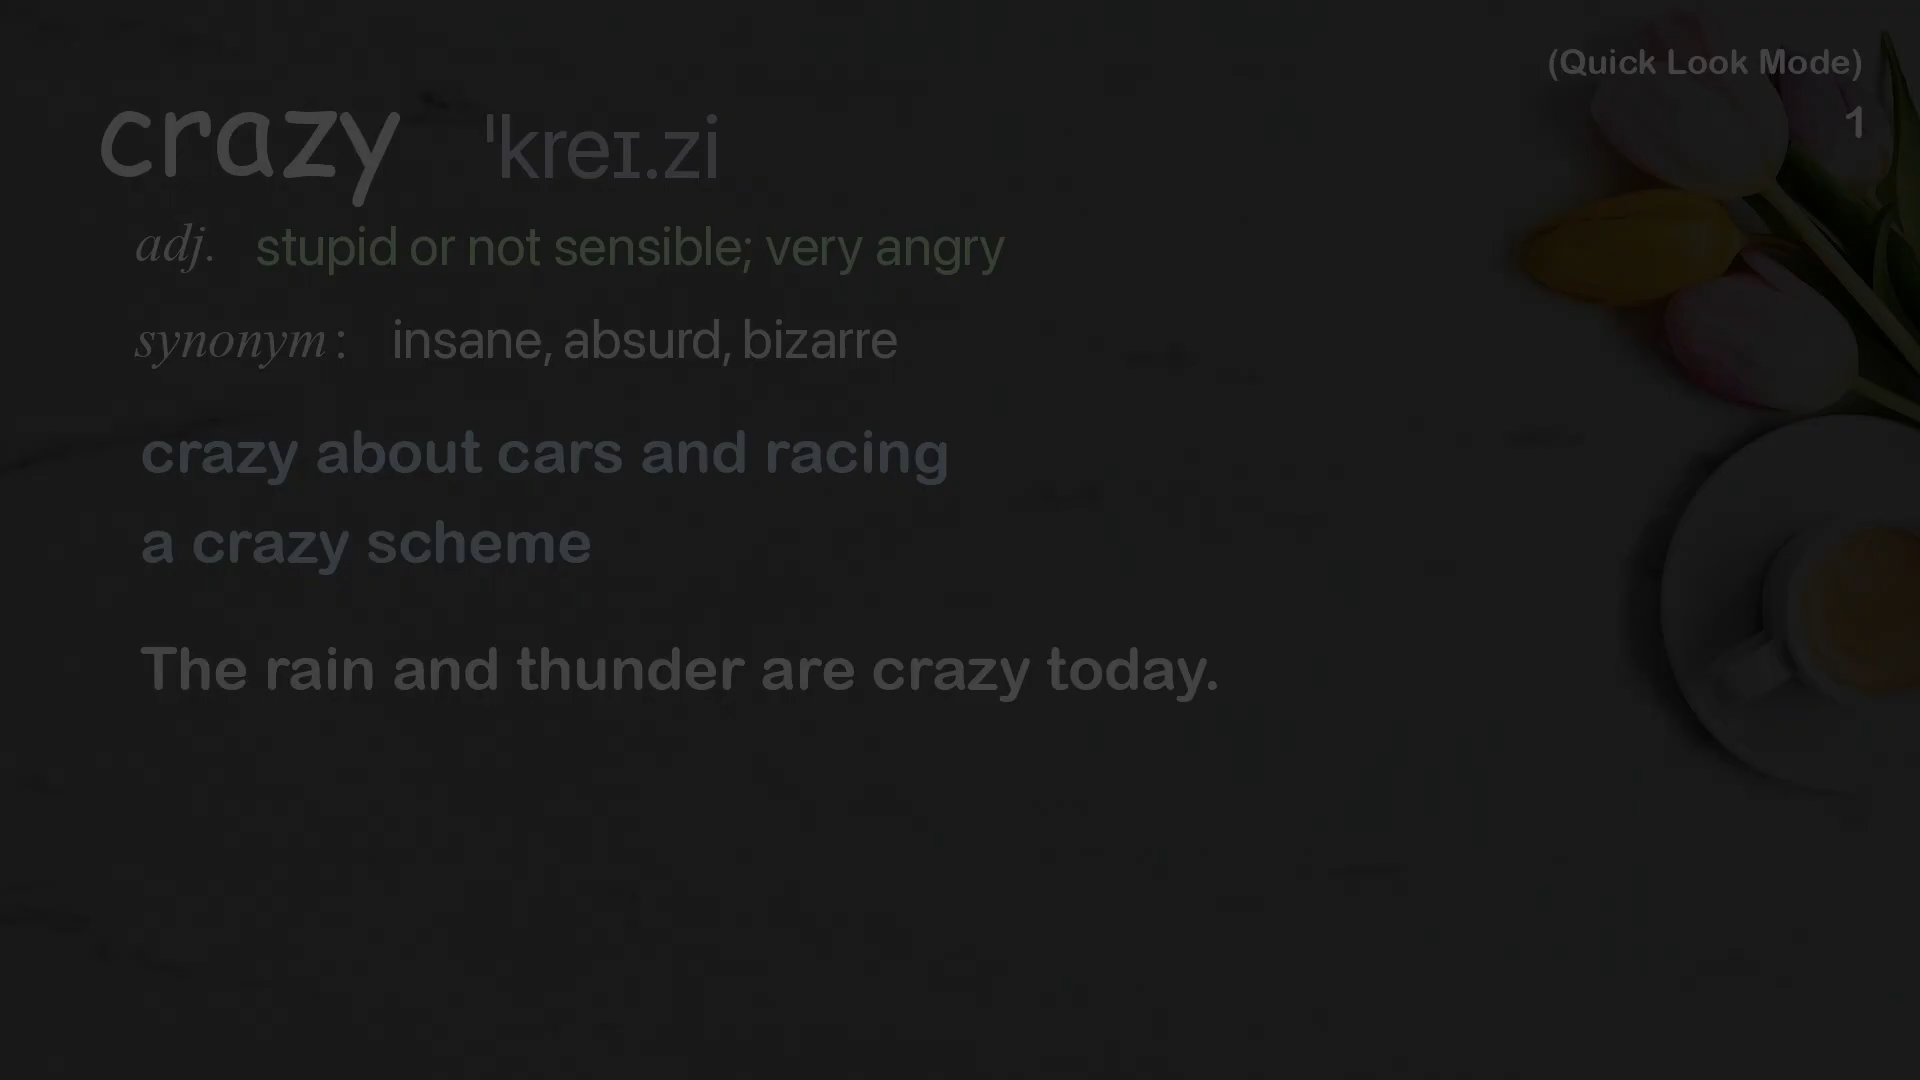 (Quick Look Mode)
1
crazy ˈkreɪ.zi
adj. stupid or not sensible; very angry
synonym: insane, absurd, bizarre
crazy about cars and racing
a crazy scheme
The rain and thunder are crazy today.